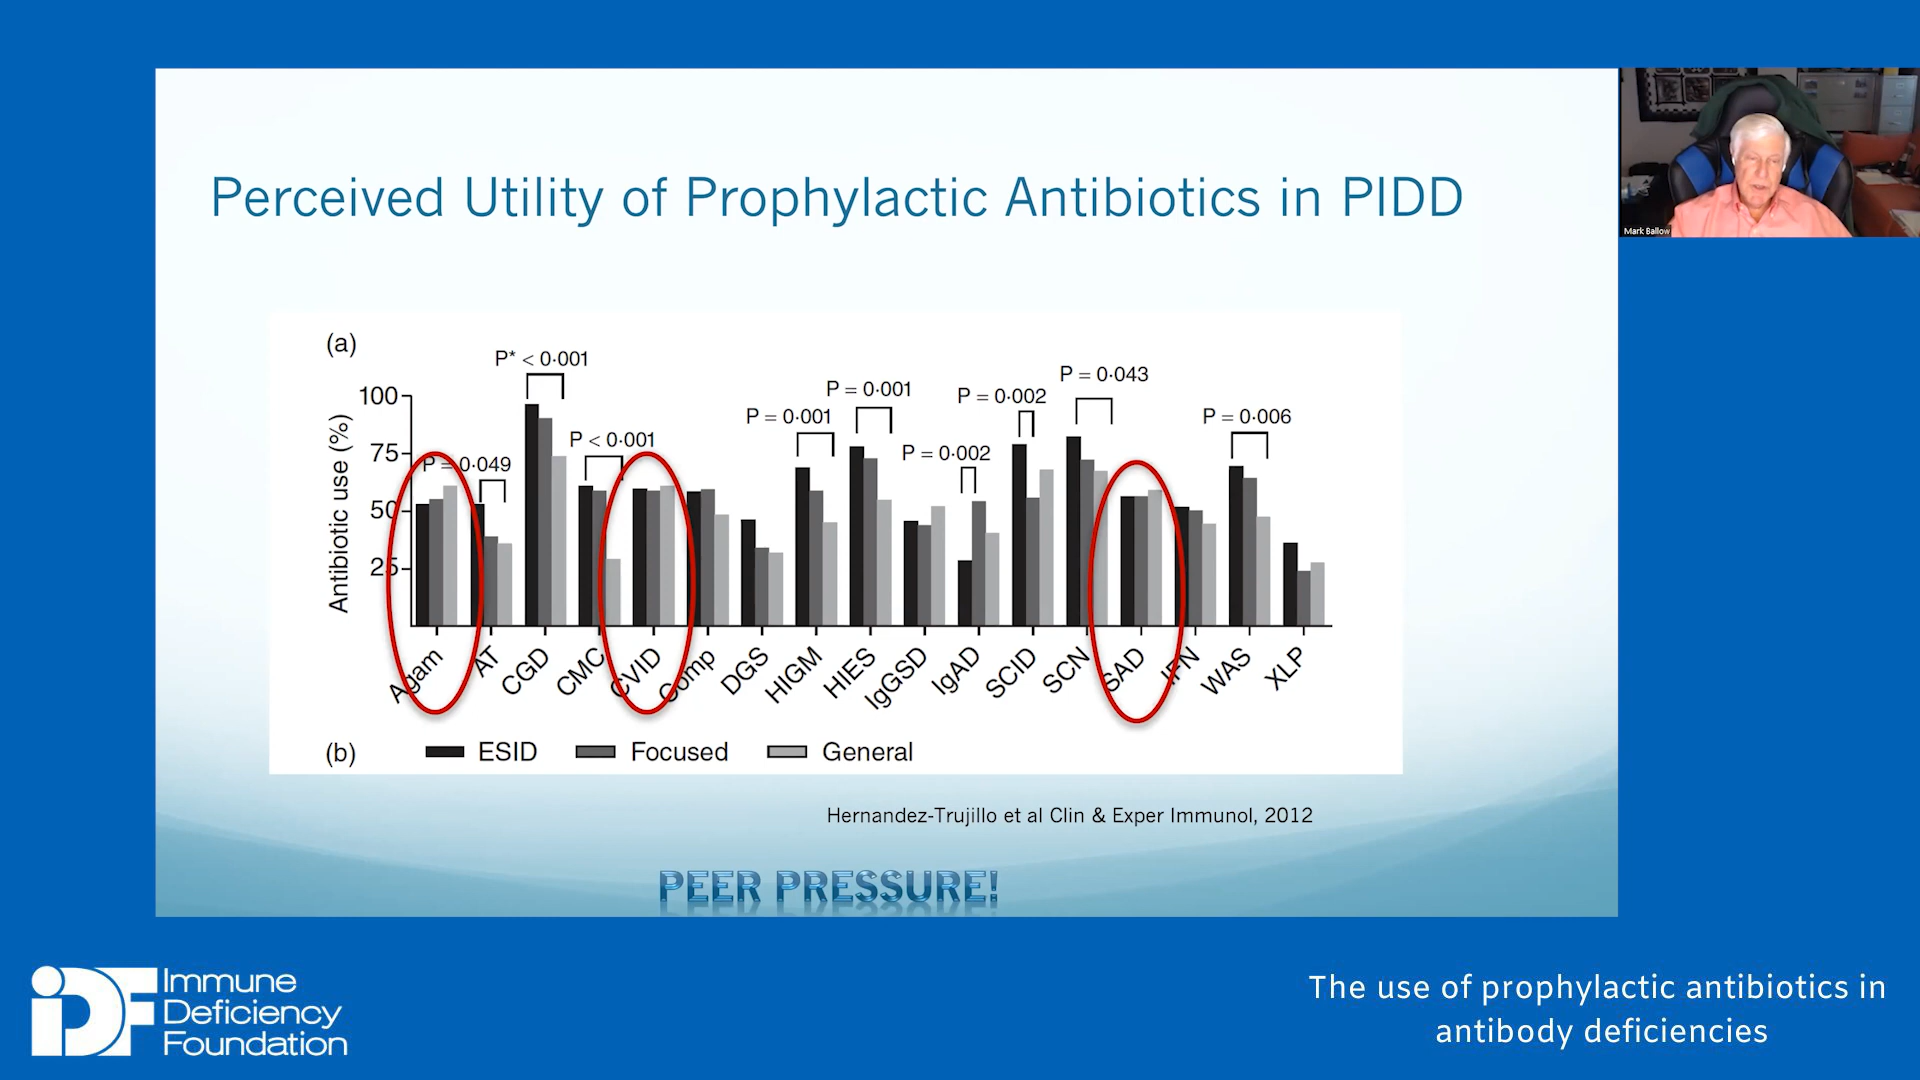 Perceived Utility of Prophylactic Antibiotics in PIDD
Mark Ballow
(a)
P* < 0·001
P = 0·049
P < 0·001
P = 0·001
P = 0·001
P = 0·002
P = 0·002
P = 0·043
P = 0·006
Antibiotic use (%)
100
75
50
25
Agam
AT
CGD
CMC
CVID
Comp
DGS
HIGM
HIES
IgGSD
IgAD
SCID
SCN
SAD
IFN
WAS
XLP
(b)
ESID
Focused
General
Hernandez-Trujillo et al Clin & Exper Immunol, 2012
PEER PRESSURE!
iDF
Immune
Deficiency
Foundation
The use of prophylactic antibiotics in
antibody deficiencies